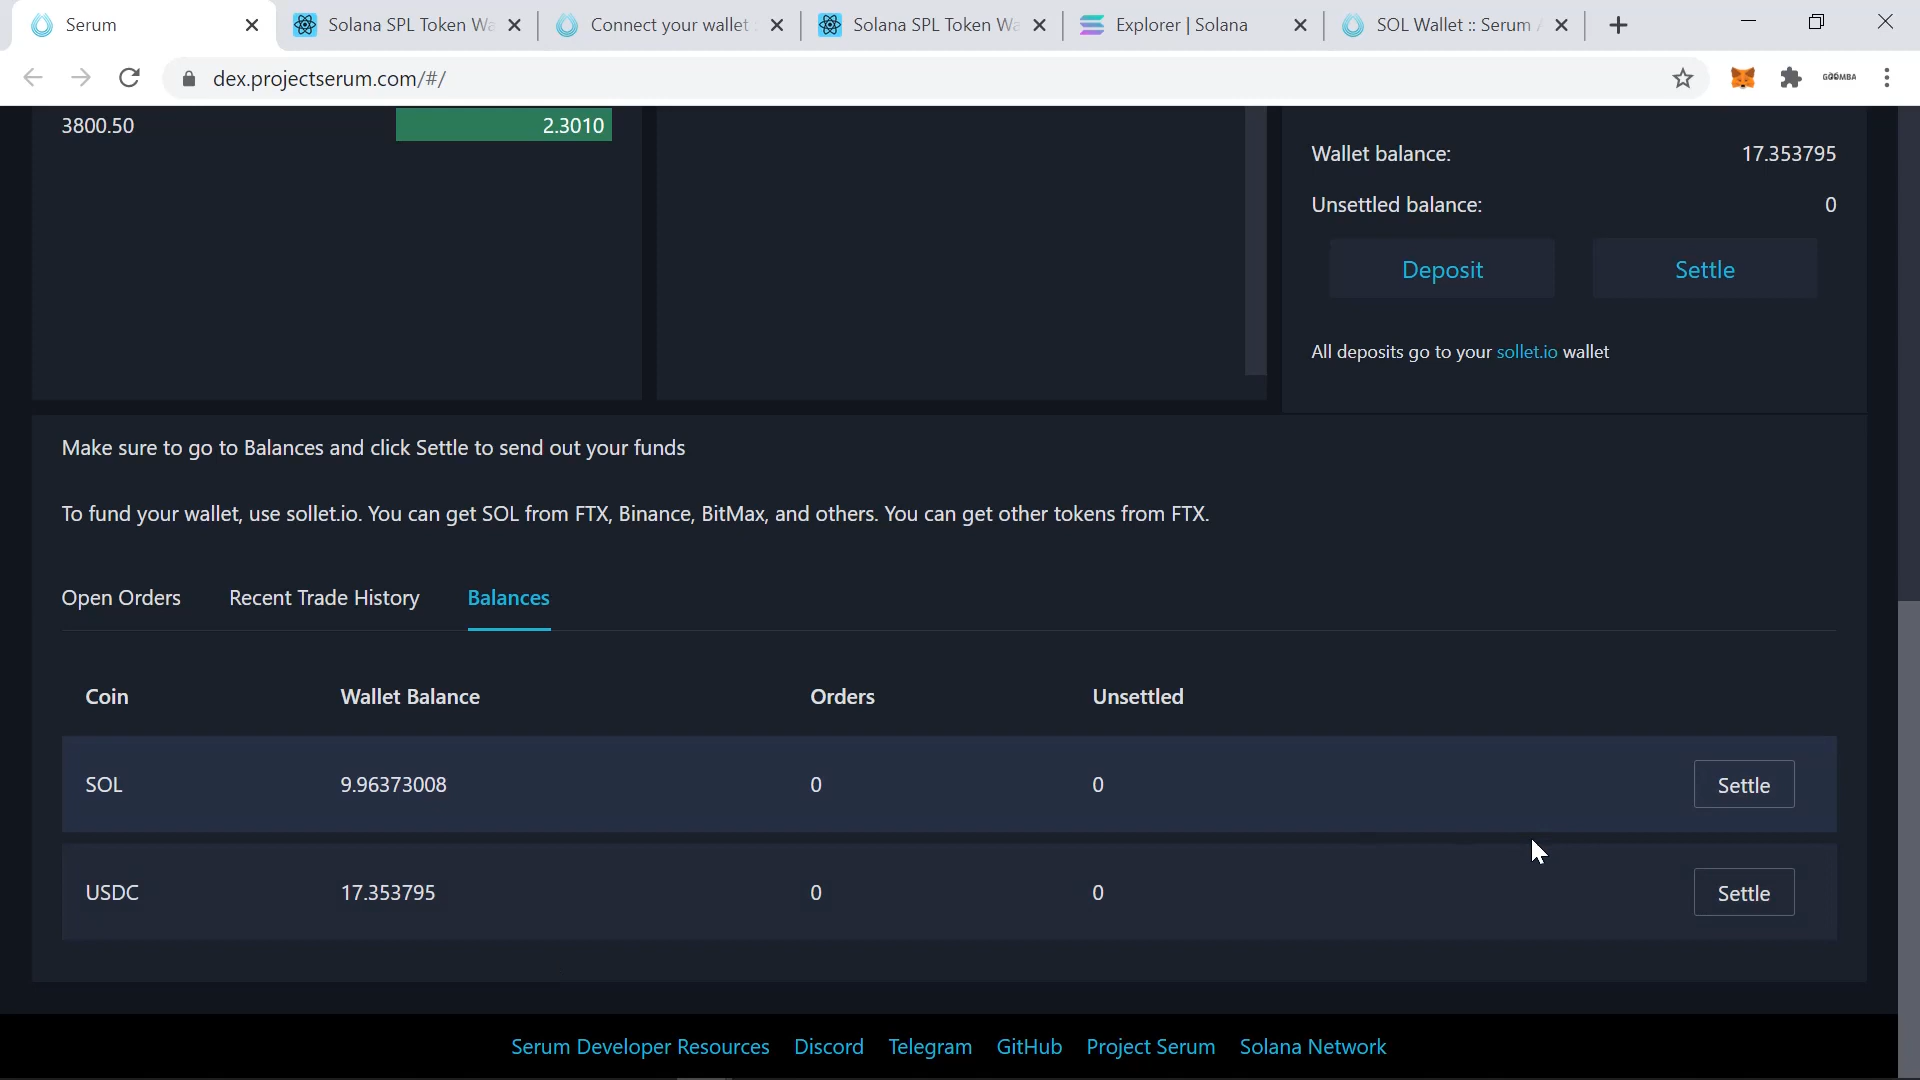 Serum
Solana SPL Token Wa
Connect your wallet :
Solana SPL Token Wa
Explorer | Solana
SOL Wallet :: Serum A
dex.projectserum.com/#/
GOOMBA
3800.50 2.3010
Wallet balance: 17.353795
Unsettled balance: 0
Deposit Settle
All deposits go to your sollet.io wallet
Make sure to go to Balances and click Settle to send out your funds
To fund your wallet, use sollet.io. You can get SOL from FTX, Binance, BitMax, and others. You can get other tokens from FTX.
Open Orders Recent Trade History Balances
Coin Wallet Balance Orders Unsettled
SOL 9.96373008 0 0 Settle
USDC 17.353795 0 0 Settle
Serum Developer Resources Discord Telegram GitHub Project Serum Solana Network